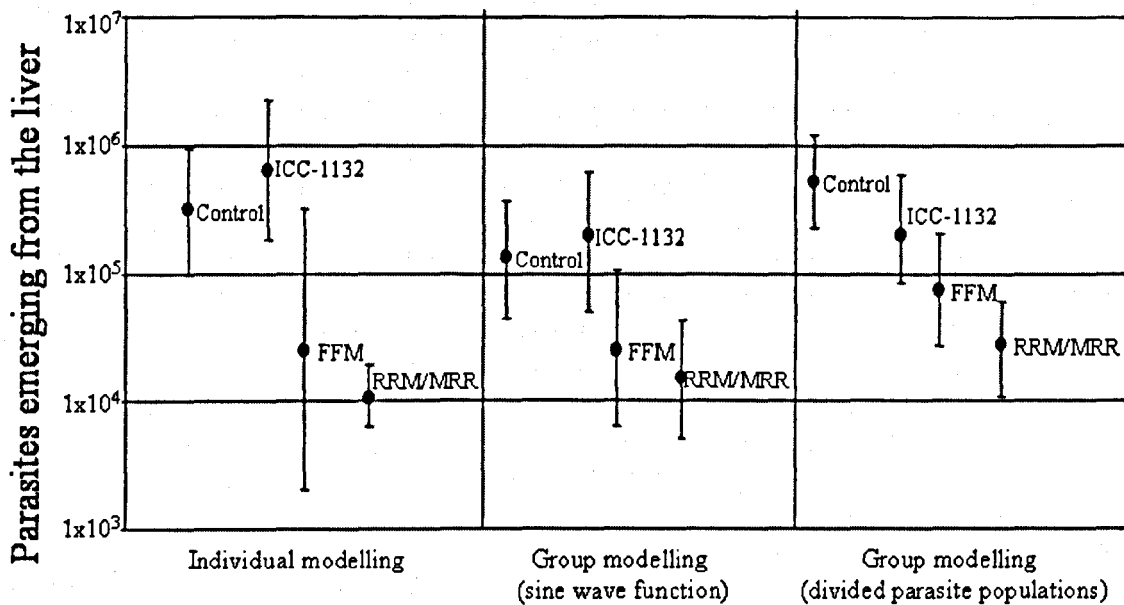 Parasites emerging from the liver
1x10⁷
1x10⁶
1x10⁵
1x10⁴
1x10³
Control
ICC-1132
FFM
RRM/MRR
Control
ICC-1132
FFM
RRM/MRR
Control
ICC-1132
FFM
RRM/MRR
Individual modelling
Group modelling
(sine wave function)
Group modelling
(divided parasite populations)